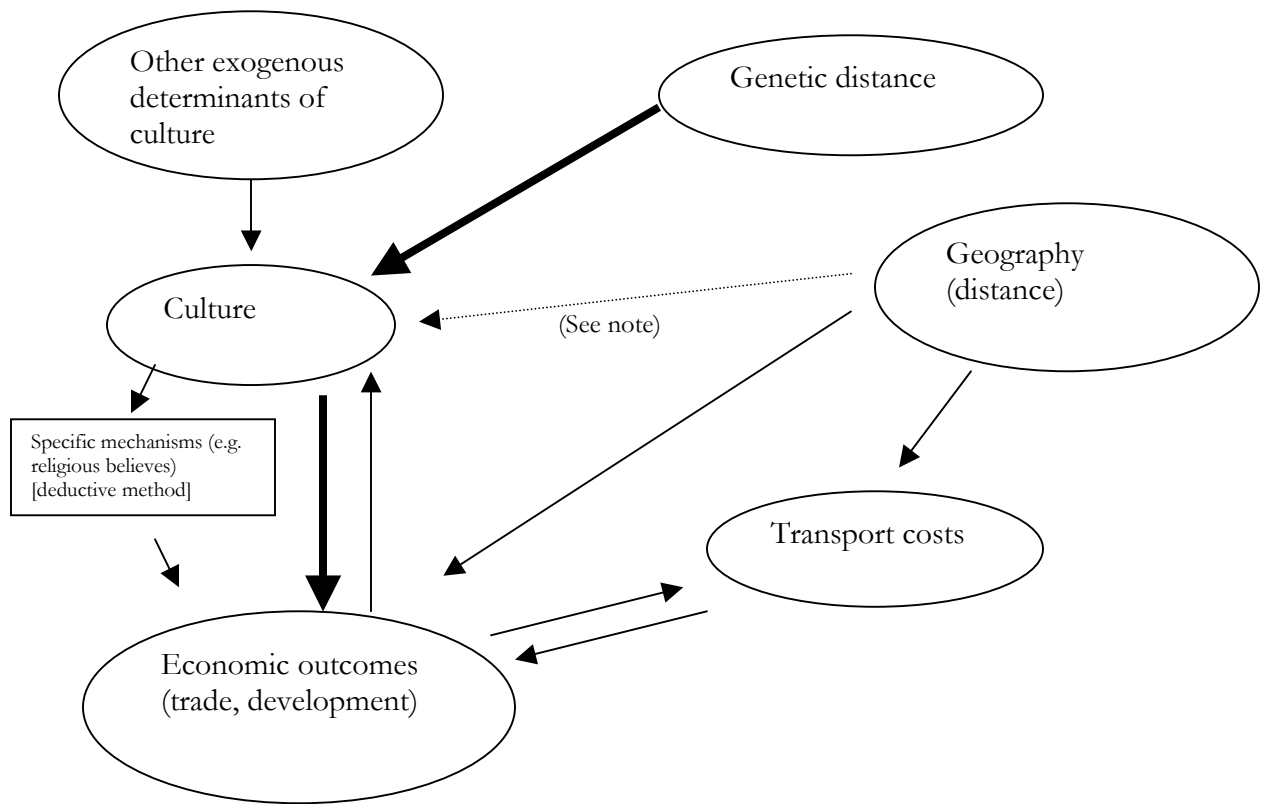 Other exogenous
determinants of
culture
Genetic distance
Geography
(distance)
Culture
(See note)
Specific mechanisms (e.g.
religious believes)
[deductive method]
Transport costs
Economic outcomes
(trade, development)